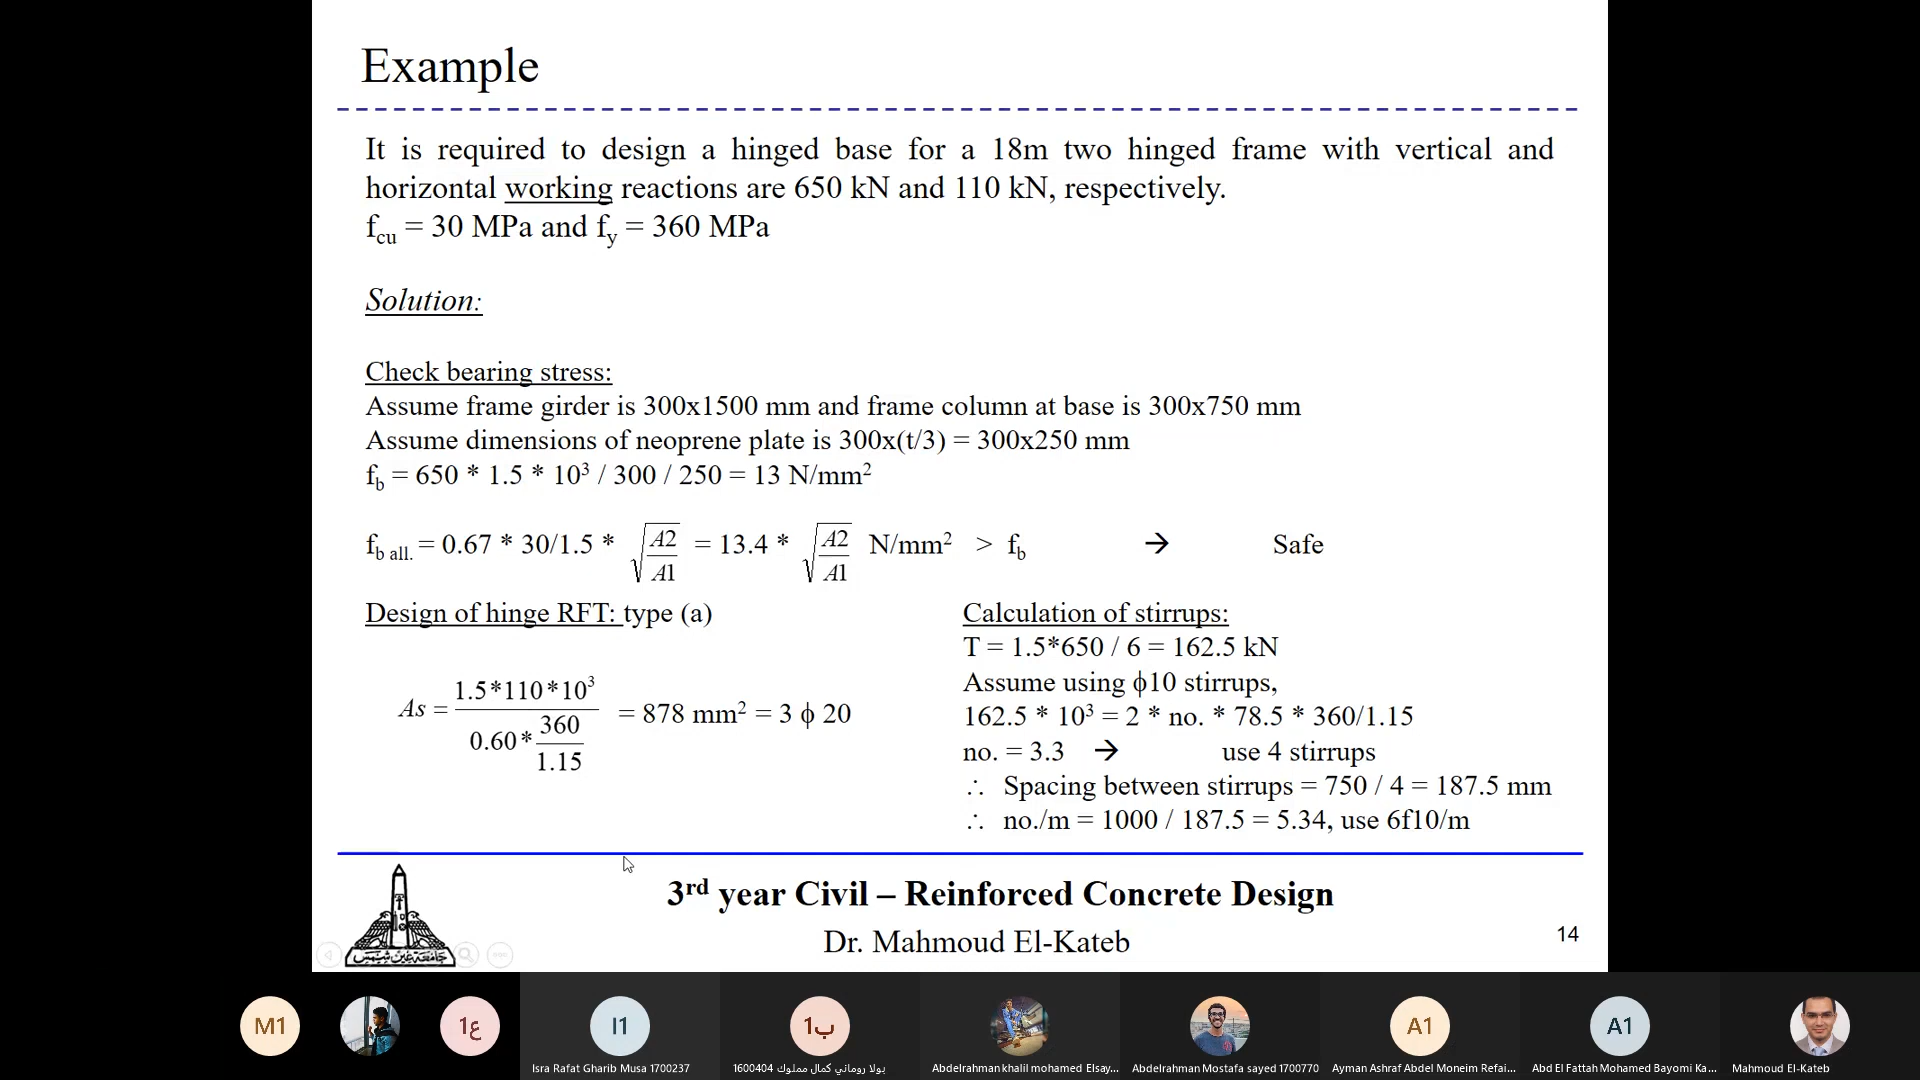 Example
It is required to design a hinged base for a 18m two hinged frame with vertical and
horizontal working reactions are 650 kN and 110 kN, respectively.
fcu = 30 MPa and fy = 360 MPa
Solution:
Check bearing stress:
Assume frame girder is 300x1500 mm and frame column at base is 300x750 mm
Assume dimensions of neoprene plate is 300x(t/3) = 300x250 mm
fb = 650 * 1.5 * 10³ / 300 / 250 = 13 N/mm²
fb all. = 0.67 * 30/1.5 * √(A2/A1) = 13.4 * √(A2/A1) N/mm² > fb → Safe
Design of hinge RFT: type (a)
As = (1.5*110*10³)/(0.60*(360/1.15)) = 878 mm² = 3 ϕ 20
Calculation of stirrups:
T = 1.5*650 / 6 = 162.5 kN
Assume using ϕ10 stirrups,
162.5 * 10³ = 2 * no. * 78.5 * 360/1.15
no. = 3.3 → use 4 stirrups
∴ Spacing between stirrups = 750 / 4 = 187.5 mm
∴ no./m = 1000 / 187.5 = 5.34, use 6f10/m
جامعة عين شمس
3rd year Civil – Reinforced Concrete Design
Dr. Mahmoud El-Kateb
14
M1
ع1
I1
ب1
A1
A1
Isra Rafat Gharib Musa 1700237
بولا روماني كمال مملوك 1600404
Abdelrahman khalil mohamed Elsay...
Abdelrahman Mostafa sayed 1700770
Ayman Ashraf Abdel Moneim Refai...
Abd El Fattah Mohamed Bayomi Ka...
Mahmoud El-Kateb